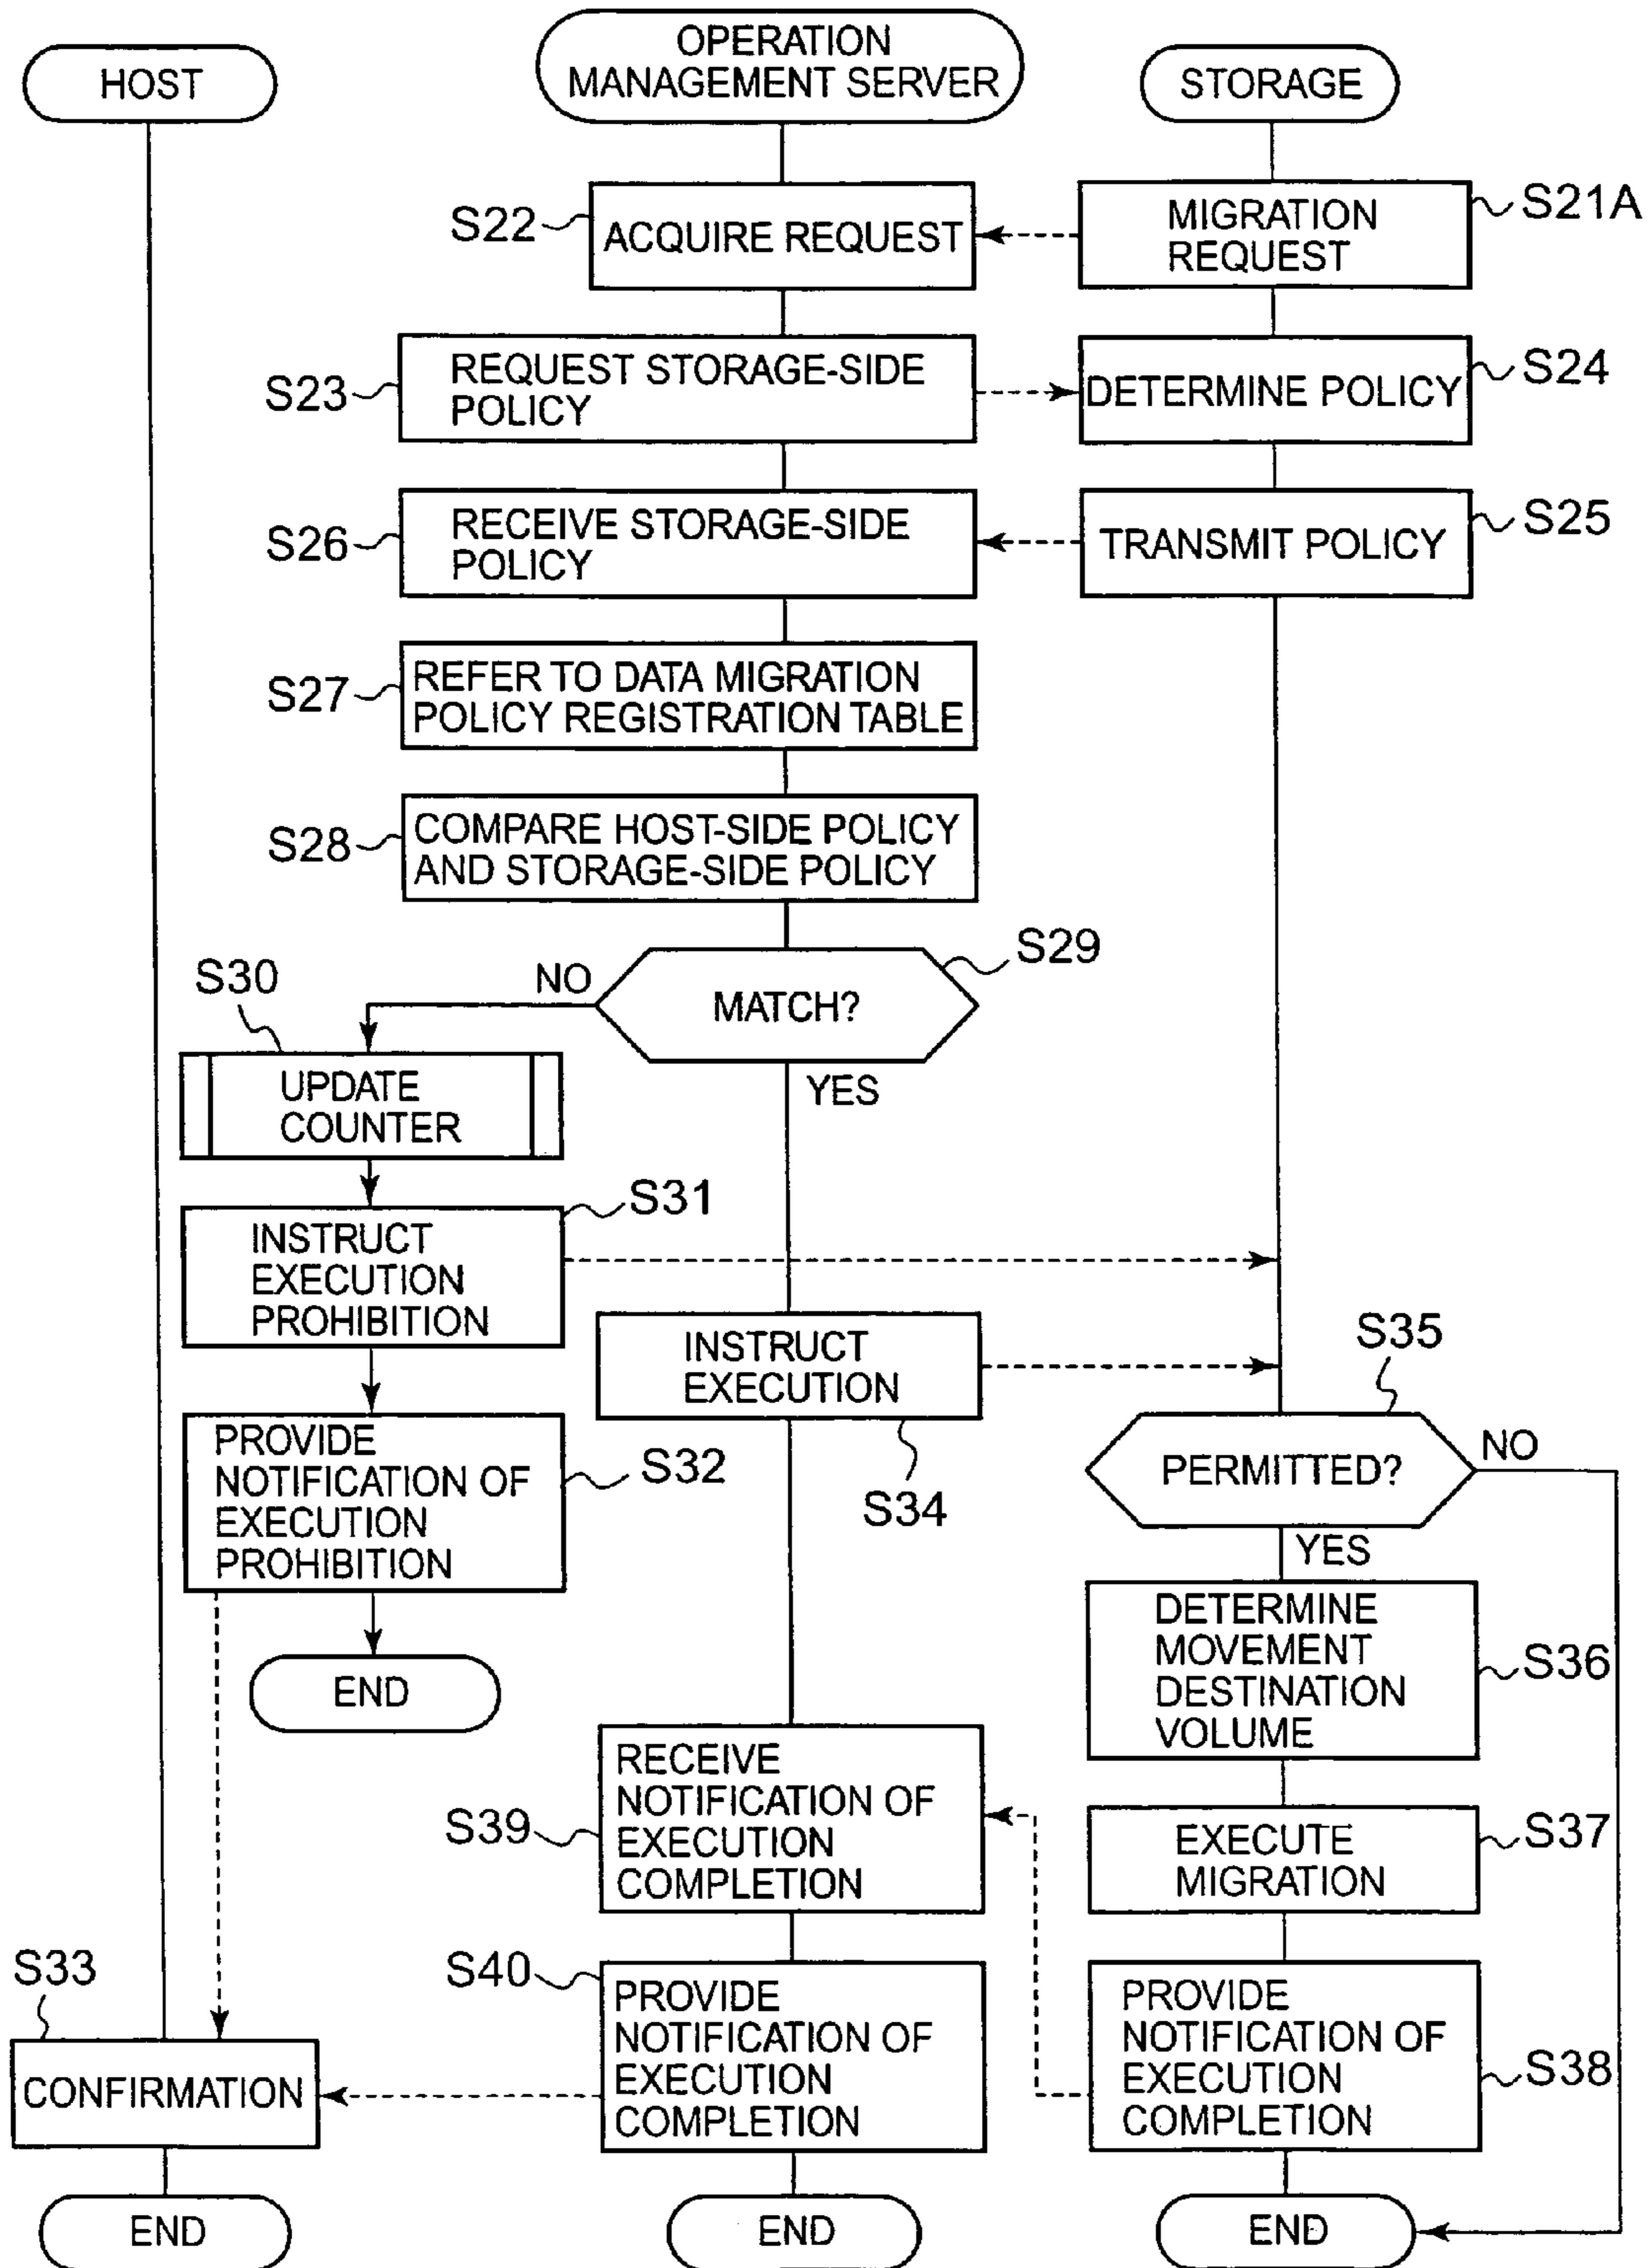 HOST
OPERATION
MANAGEMENT SERVER
STORAGE
S22
ACQUIRE REQUEST
MIGRATION
REQUEST
S21A
S23
REQUEST STORAGE-SIDE
POLICY
DETERMINE POLICY
S24
S26
RECEIVE STORAGE-SIDE
POLICY
TRANSMIT POLICY
S25
S27
REFER TO DATA MIGRATION
POLICY REGISTRATION TABLE
S28
COMPARE HOST-SIDE POLICY
AND STORAGE-SIDE POLICY
S29
MATCH?
NO
YES
S30
UPDATE
COUNTER
S31
INSTRUCT
EXECUTION
PROHIBITION
INSTRUCT
EXECUTION
S34
S35
PERMITTED?
NO
YES
PROVIDE
NOTIFICATION OF
EXECUTION
PROHIBITION
S32
END
DETERMINE
MOVEMENT
DESTINATION
VOLUME
S36
S39
RECEIVE
NOTIFICATION OF
EXECUTION
COMPLETION
EXECUTE
MIGRATION
S37
S33
CONFIRMATION
S40
PROVIDE
NOTIFICATION OF
EXECUTION
COMPLETION
PROVIDE
NOTIFICATION OF
EXECUTION
COMPLETION
S38
END
END
END